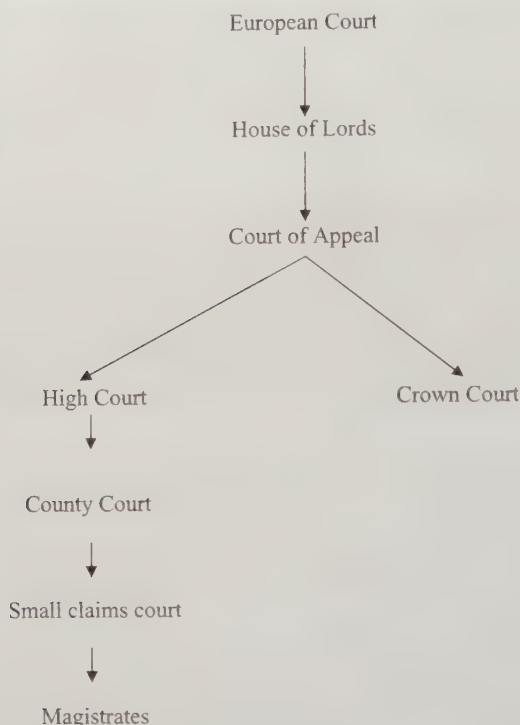 European Court
House of Lords
Court of Appeal
High Court
Crown Court
County Court
Small claims court
Magistrates